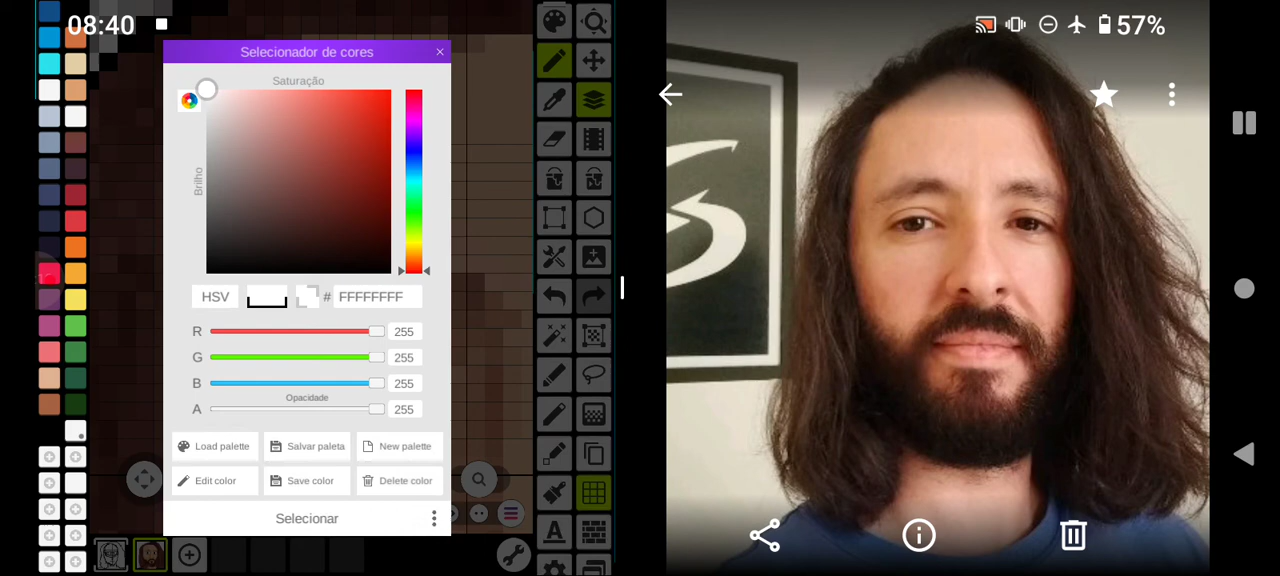 08:40
57%
Selecionador de cores
Saturação
Brilho
HSV
# FFFFFFFF
R 255
G 255
B 255
Opacidade
A 255
Load palette
Salvar paleta
New palette
Edit color
Save color
Delete color
Selecionar
A